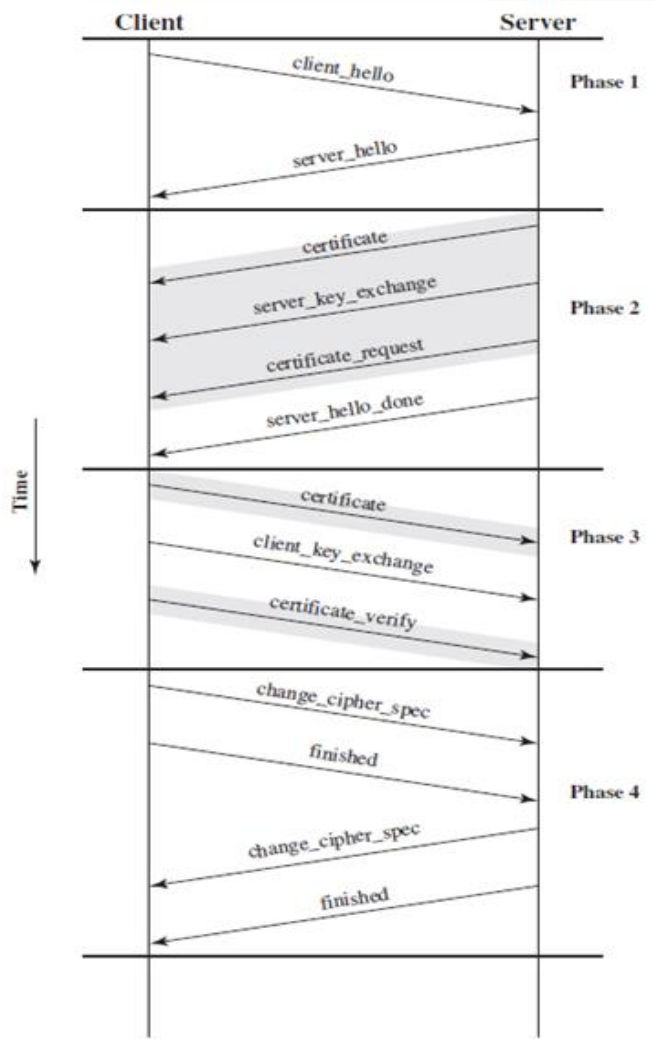 Client Server
client_hello
Phase 1
server_hello
certificate
server_key_exchange
Phase 2
certificate_request
server_hello_done
Time
certificate
Phase 3
client_key_exchange
certificate_verify
change_cipher_spec
finished
Phase 4
change_cipher_spec
finished